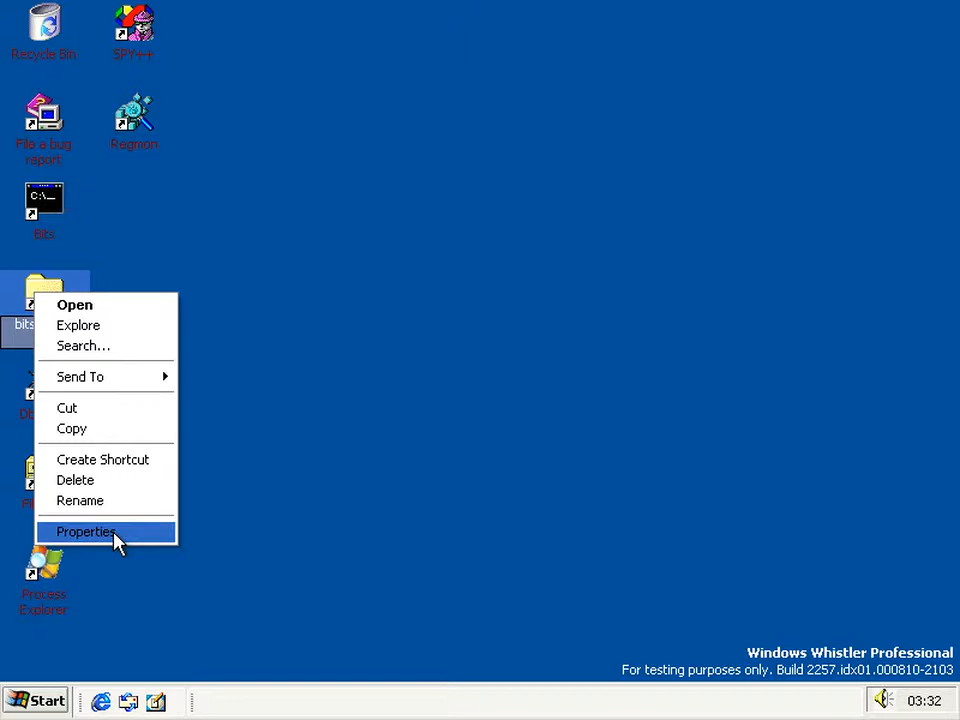 Recycle Bin
SPY++
File a bug
report
Regmon
C:\
Bits
bits
Open
Explore
Search...
Send To
Cut
Copy
Create Shortcut
Delete
Rename
Properties
Process
Explorer
Windows Whistler Professional
For testing purposes only. Build 2257.idx01.000810-2103
Start
03:32